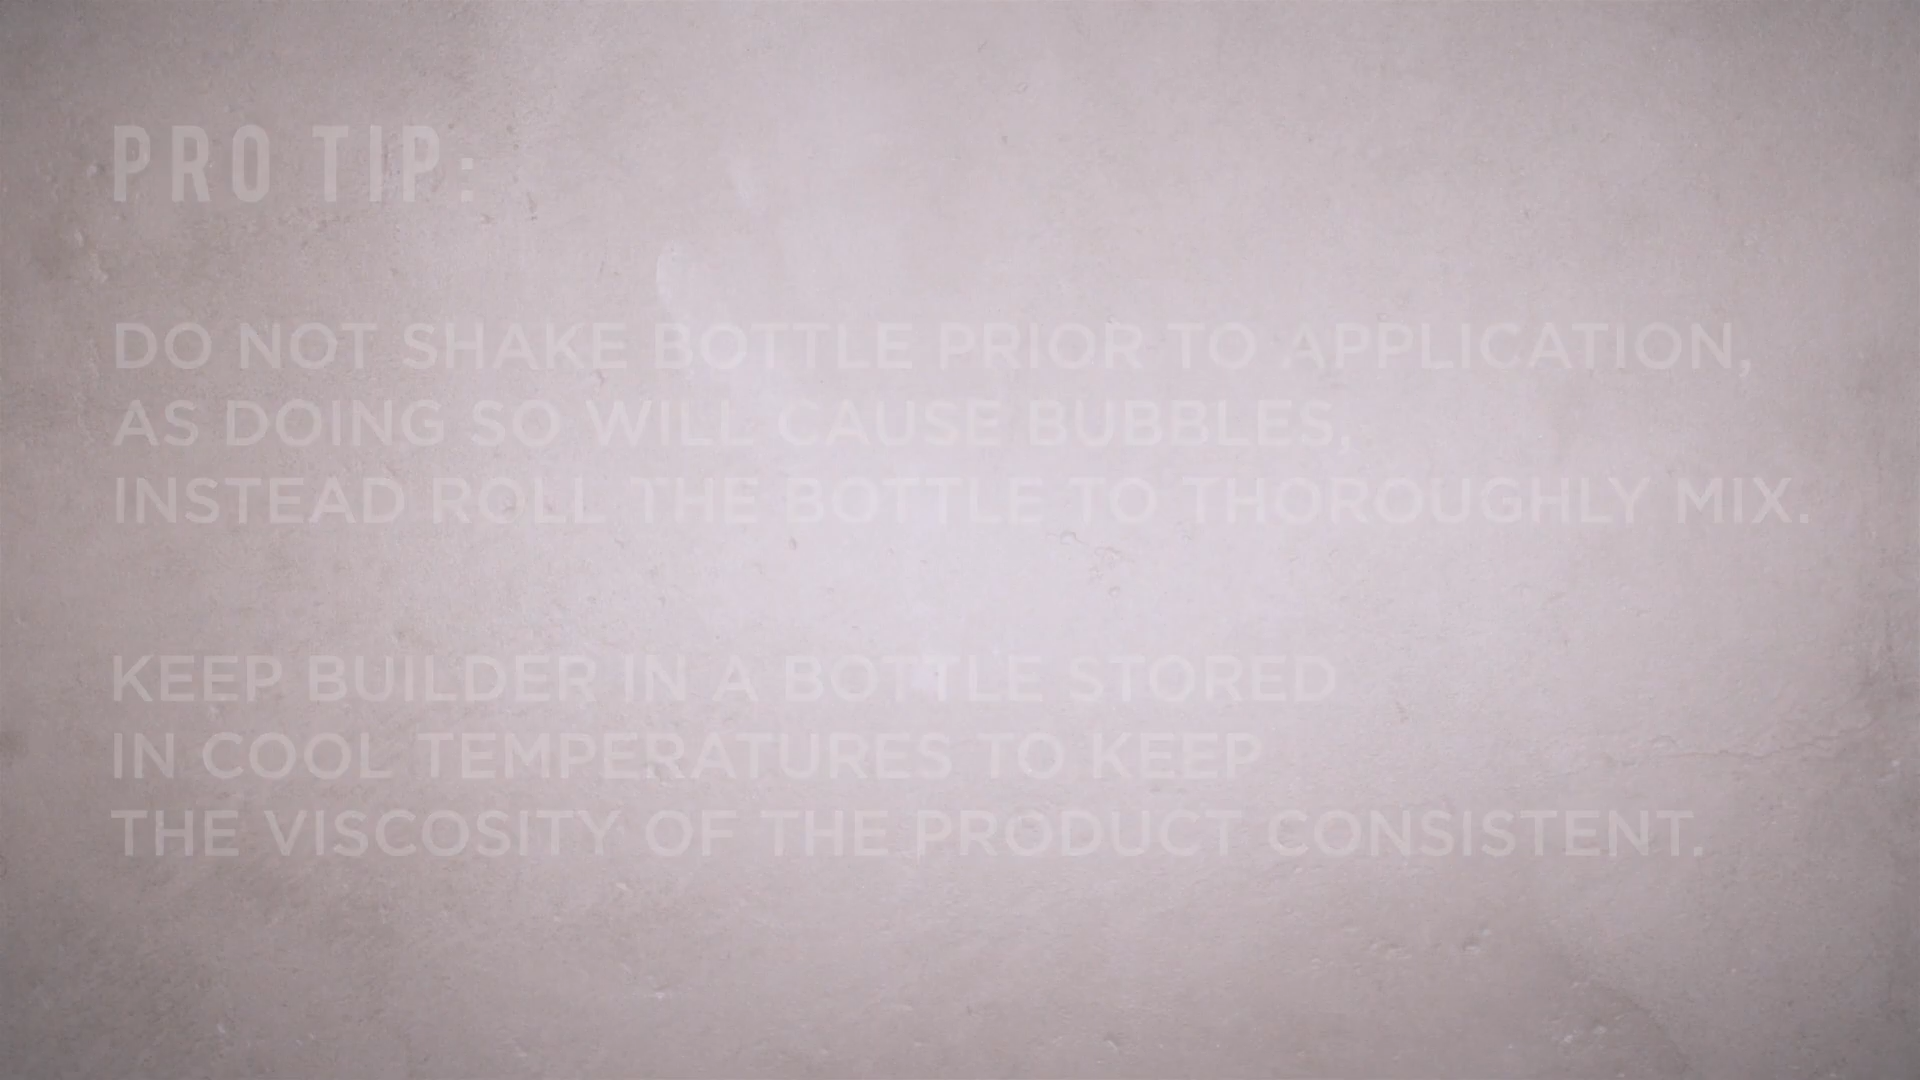 PRO TIP:
DO NOT SHAKE BOTTLE PRIOR TO APPLICATION,
AS DOING SO WILL CAUSE BUBBLES,
INSTEAD ROLL THE BOTTLE TO THOROUGHLY MIX.
KEEP BUILDER IN A BOTTLE STORED
IN COOL TEMPERATURES TO KEEP
THE VISCOSITY OF THE PRODUCT CONSISTENT.